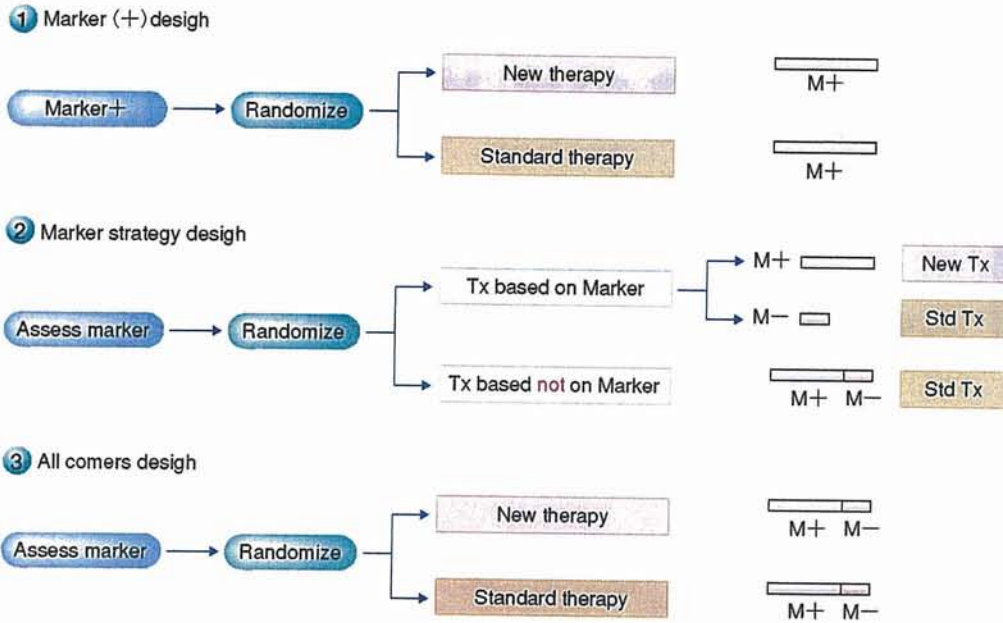 1 Marker (+) desigh
Marker+
Randomize
New therapy
M+
Standard therapy
M+
2 Marker strategy desigh
Assess marker
Randomize
Tx based on Marker
M+
New Tx
M−
Std Tx
Tx based not on Marker
M+ M−
Std Tx
3 All comers desigh
Assess marker
Randomize
New therapy
M+ M−
Standard therapy
M+ M−